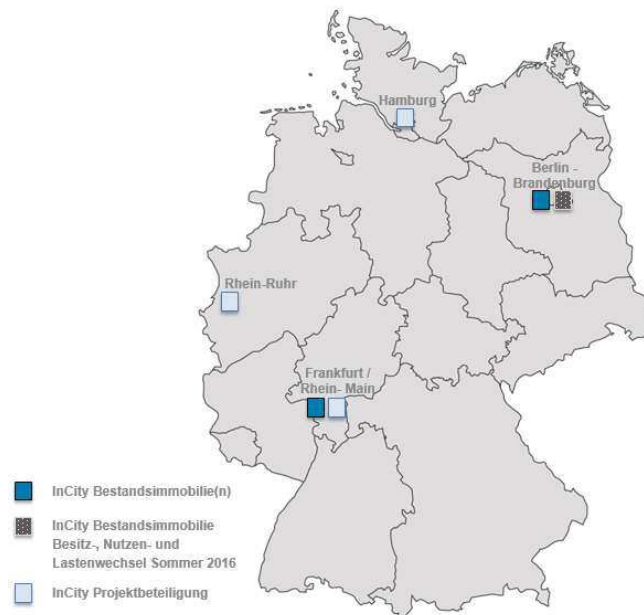 Hamburg
Berlin -
Brandenburg
Rhein-Ruhr
Frankfurt /
Rhein- Main
InCity Bestandsimmobilie(n)
InCity Bestandsimmobilie
Besitz-, Nutzen- und
Lastenwechsel Sommer 2016
InCity Projektbeteiligung